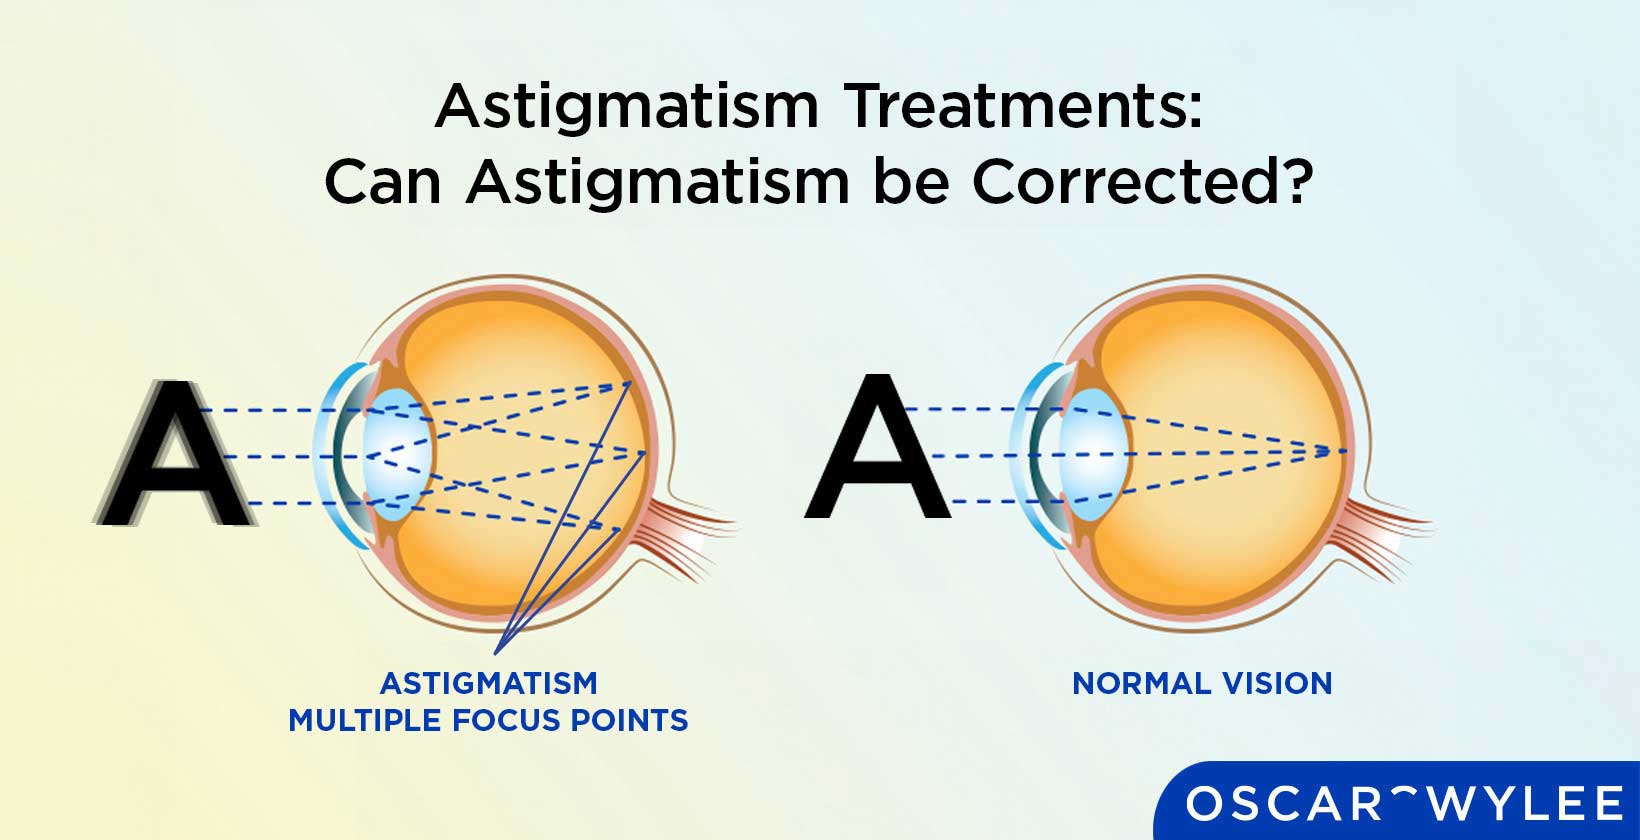 Astigmatism Treatments:
Can Astigmatism be Corrected?
A
A
ASTIGMATISM
MULTIPLE FOCUS POINTS
NORMAL VISION
OSCAR WYLEE